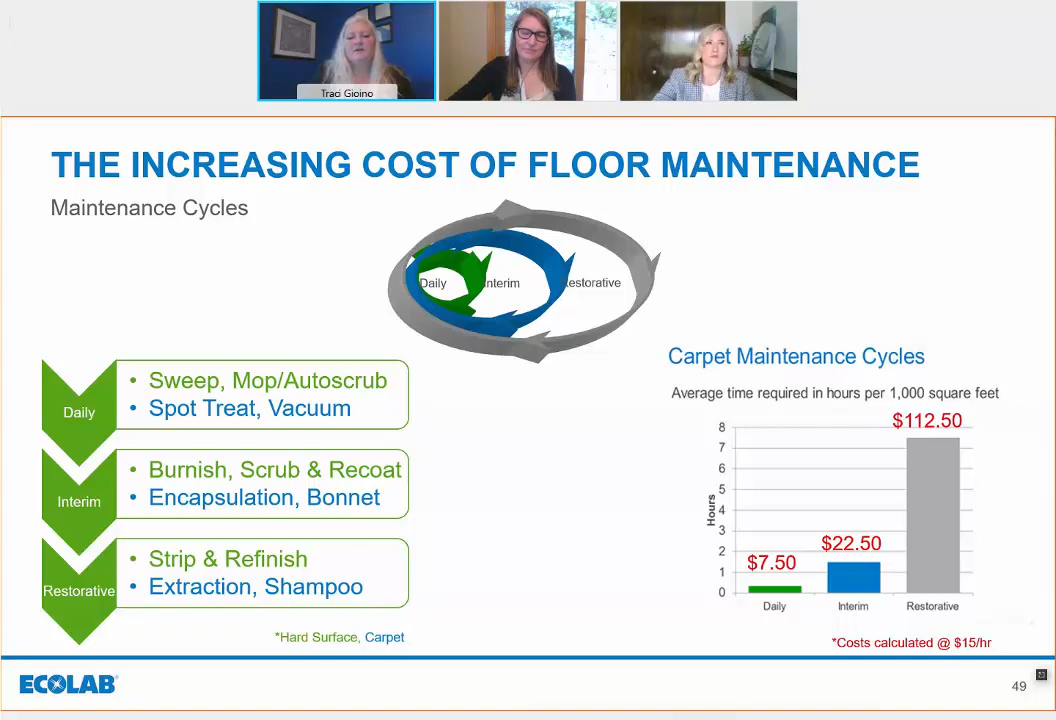 Traci Gioino
THE INCREASING COST OF FLOOR MAINTENANCE
Maintenance Cycles
Daily
Interim
Restorative
Daily
• Sweep, Mop/Autoscrub
• Spot Treat, Vacuum
Interim
• Burnish, Scrub & Recoat
• Encapsulation, Bonnet
Restorative
• Strip & Refinish
• Extraction, Shampoo
*Hard Surface, Carpet
Carpet Maintenance Cycles
Average time required in hours per 1,000 square feet
Hours
8
7
6
5
4
3
2
1
0
$7.50
$22.50
$112.50
Daily
Interim
Restorative
*Costs calculated @ $15/hr
ECOLAB®
49